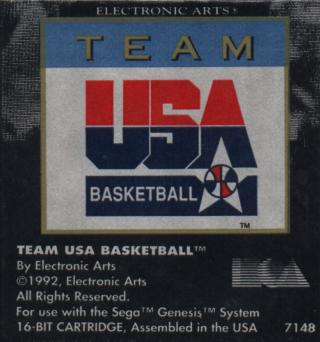 ELECTRONIC ARTS®
TEAM
USA
BASKETBALL
TM
TEAM USA BASKETBALL™
By Electronic Arts
©1992, Electronic Arts
All Rights Reserved.
For use with the Sega™ Genesis™ System
16-BIT CARTRIDGE, Assembled in the USA 7148